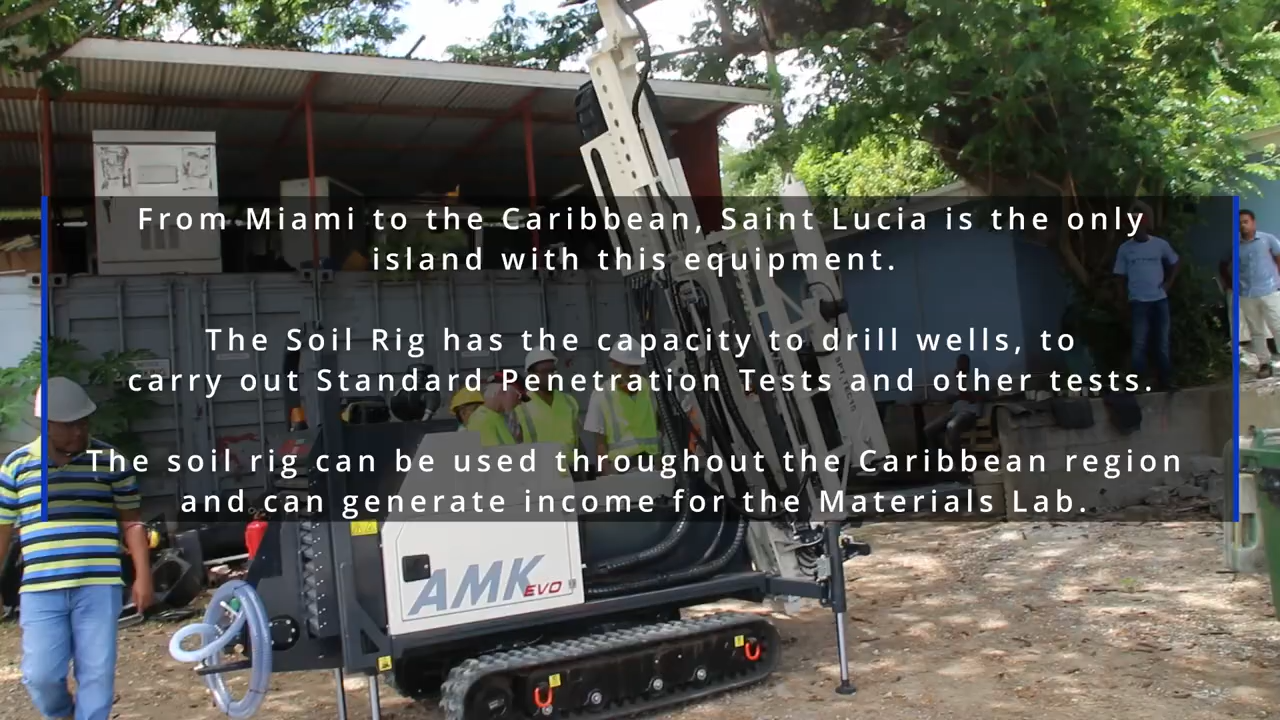 From Miami to the Caribbean, Saint Lucia is the only
island with this equipment.
The Soil Rig has the capacity to drill wells, to
carry out Standard Penetration Tests and other tests.
The soil rig can be used throughout the Caribbean region
and can generate income for the Materials Lab.
AMK EVO